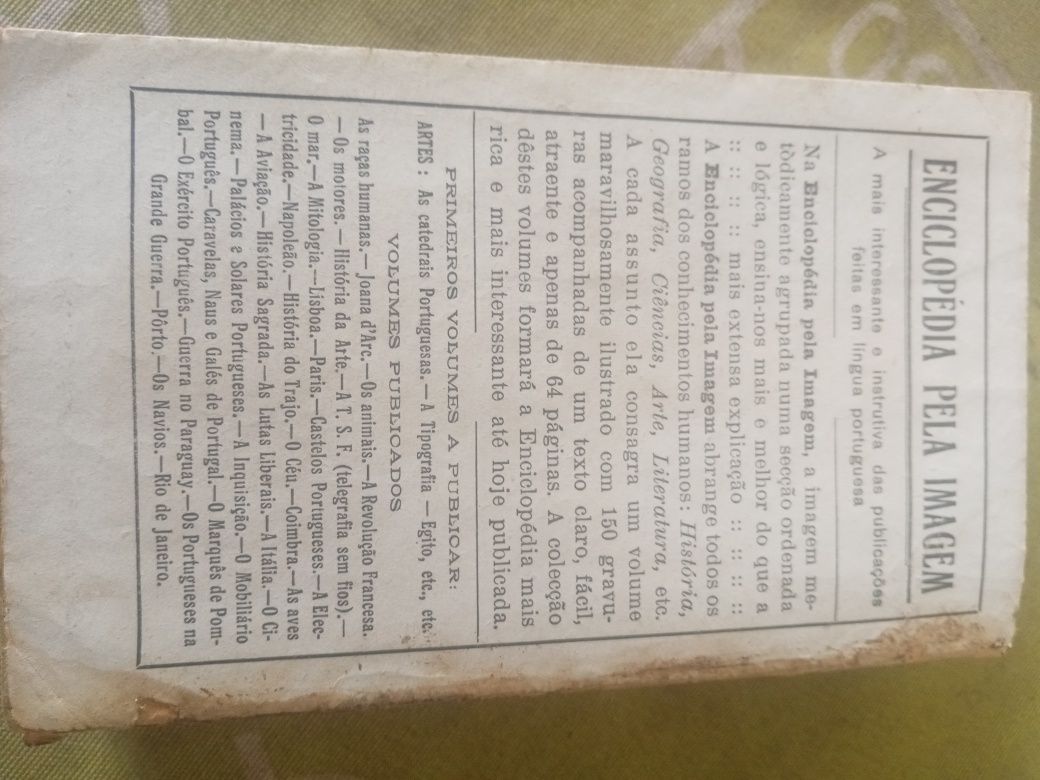 ENCICLOPÉDIA PELA IMAGEM
A mais interessante e instrutiva das publicações
feitas em lingua portuguesa
Na Enciclopédia pela Imagem, a imagem me-
tòdicamente agrupada numa secção ordenada
e lógica, ensina-nos mais e melhor do que a
:: :: :: :: mais extensa explicação :: :: :: ::
A Enciclopédia pela Imagem abrange todos os
ramos dos conhecimentos humanos: História,
Geografia, Ciências, Arte, Literatura, etc.
A cada assunto ela consagra um volume
maravilhosamente ilustrado com 150 gravu-
ras acompanhadas de um texto claro, fácil,
atraente e apenas de 64 páginas. A colecção
dêstes volumes formará a Enciclopédia mais
rica e mais interessante até hoje publicada.
PRIMEIROS VOLUMES A PUBLICAR:
ARTES: As catedrais Portuguesas.—A Tipografia — Egito, etc., etc.
VOLUMES PUBLICADOS
As raças humanas.—Joana d'Arc.—Os animais.—A Revolução Francesa.
—Os motores.—História da Arte.—A T. S. F. (telegrafia sem fios).—
O mar.—A Mitologia.—Lisboa.—Paris.—Castelos Portugueses.—A Elec-
tricidade.—Napoleão.—História do Trajo.—O Céu.—Coimbra.—As aves
—A Aviação.—História Sagrada.—As Lutas Liberais.—A Itália.—O Ci-
nema.—Palácios e Solares Portugueses.—A Inquisição.—O Mobiliário
Português.—Caravelas, Naus e Galés de Portugal.—O Marquês de Pom-
bal.—O Exército Português.—Guerra no Paraguay.—Os Portugueses na
Grande Guerra.—Pôrto.—Os Navios.—Rio de Janeiro.